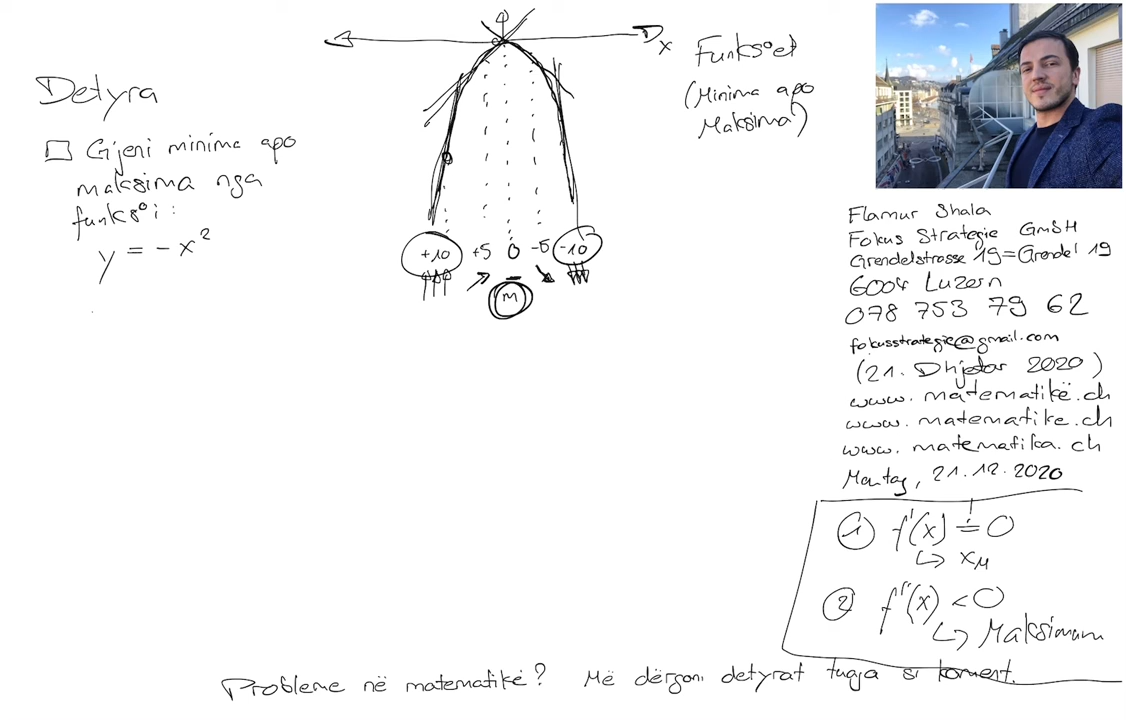 Detyra
Gjeni minima apo
maksima nga
funksioni:
y = -x²
x
+10 +5 0 -5 -10
M
Funksionet
(Minima apo
Maksima)
Flamur Shala
Fokus Strategie GmbH
Grendelstrasse 19=Grendel 19
6004 Luzern
078 753 79 62
fokusstrategie@gmail.com
(21. Dhjetor 2020)
www.matematikë.ch
www.matematike.ch
www.matematika.ch
Montag, 21.12.2020
① f'(x) != 0
↳ xM
② f''(x) < 0
↳ Maksimum
Probleme në matematikë? Më dërgoni detyrat tuaja si koment.